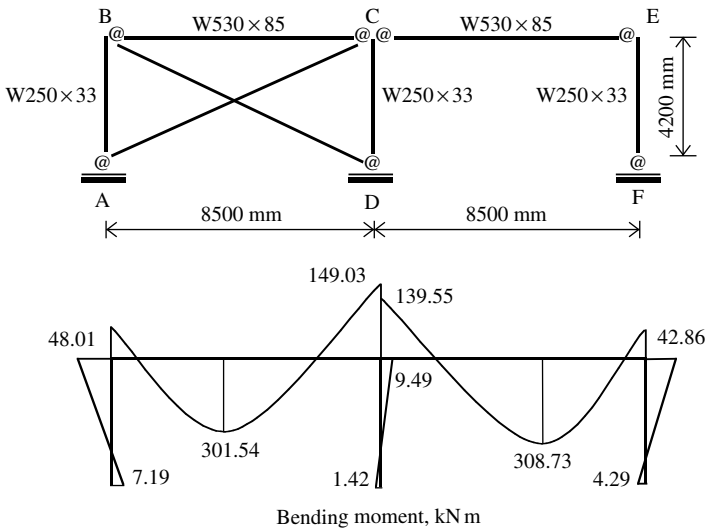 B W530×85 C W530×85 E
@ @ @ @
W250×33 W250×33 W250×33 4200 mm
@ @ @
A D F
8500 mm 8500 mm
149.03
139.55
48.01 42.86
9.49
301.54 308.73
7.19 1.42 4.29
Bending moment, kN m